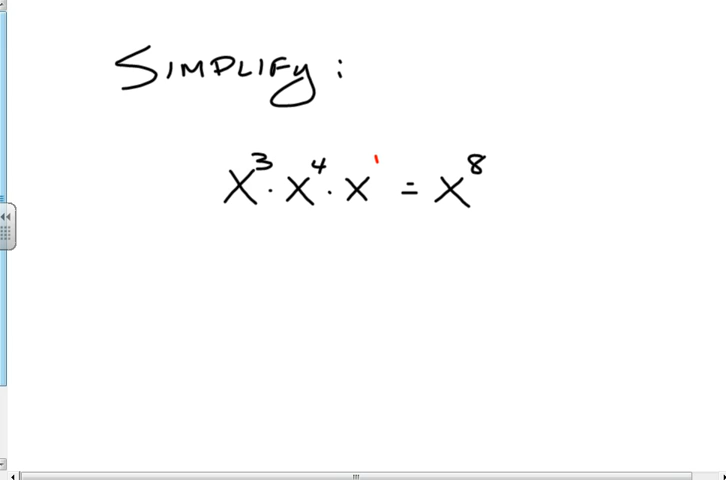 SIMPLIFY:
x³ · x⁴ · x¹ = x⁸